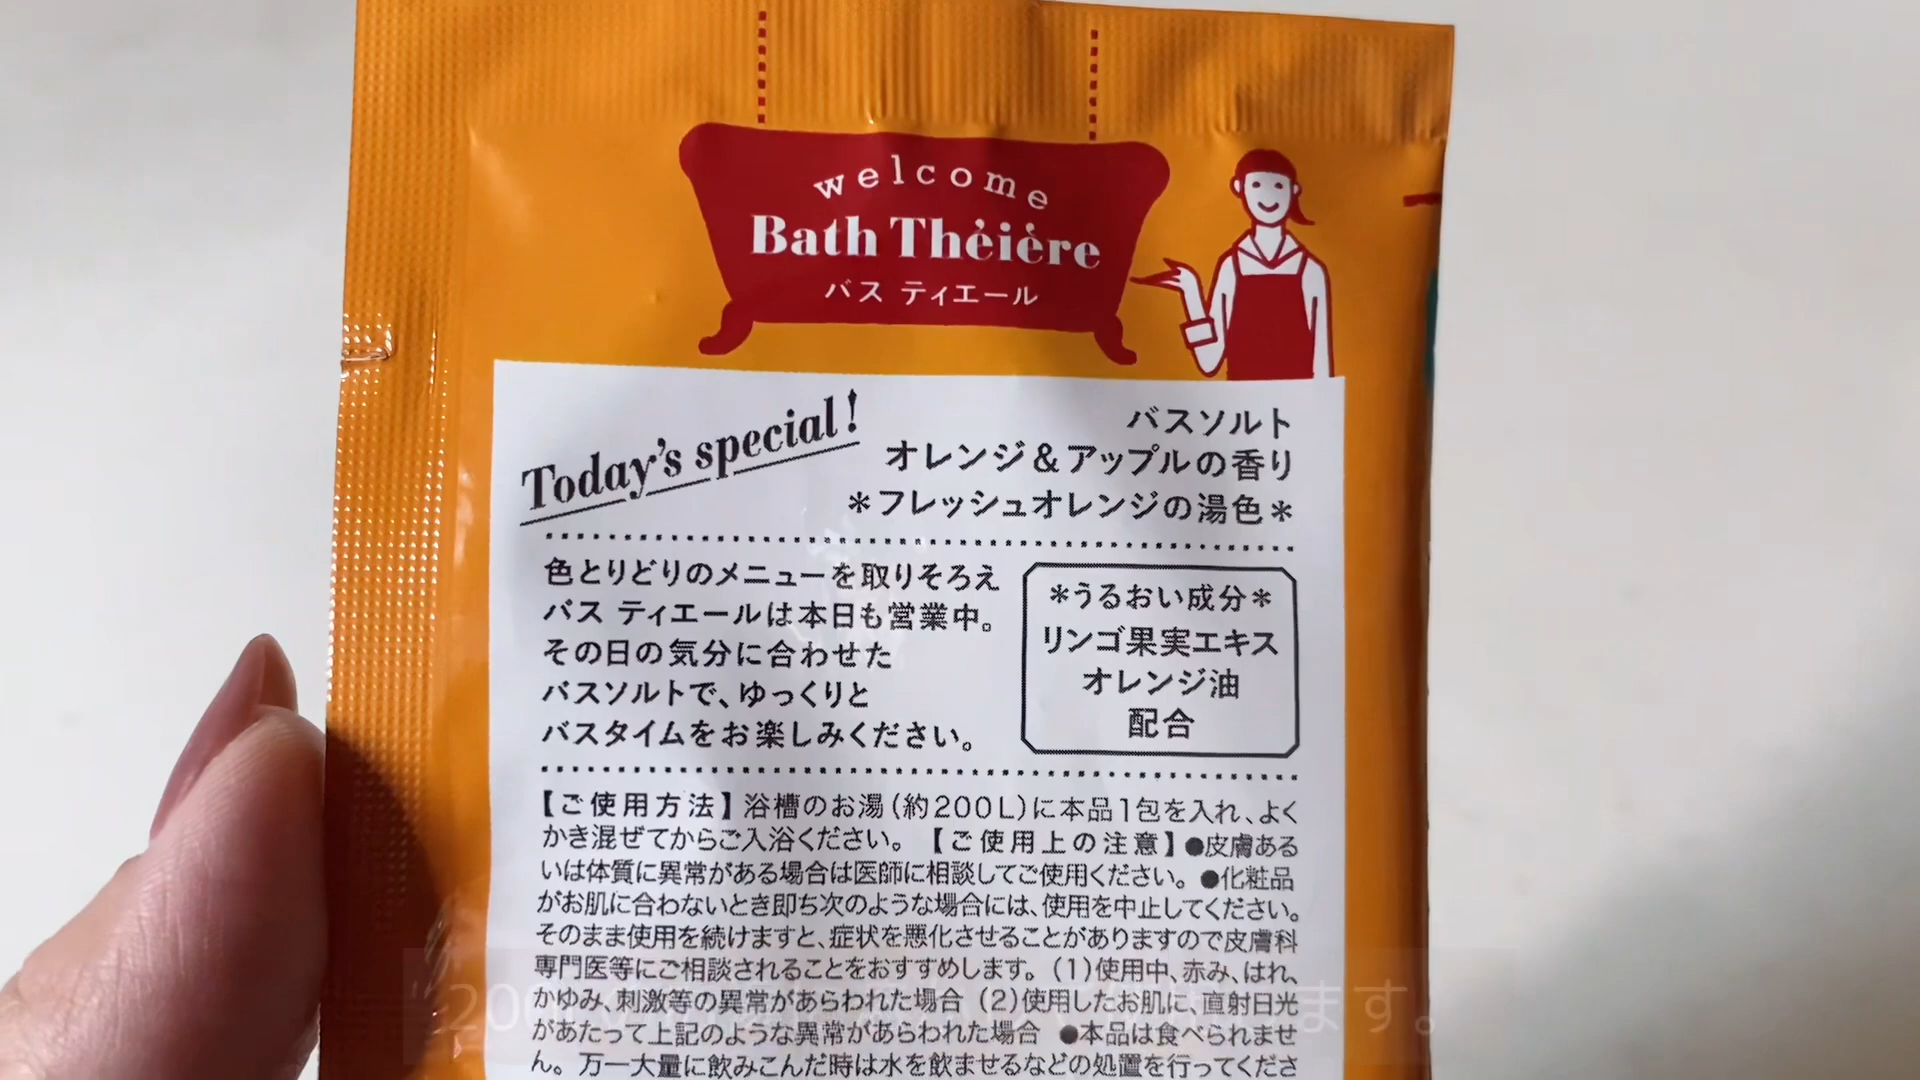 welcome
Bath Thėiėre
バス ティエール
Today's special!
バスソルト
オレンジ&アップルの香り
*フレッシュオレンジの湯色*
色とりどりのメニューを取りそろえ
バス ティエールは本日も営業中。
その日の気分に合わせた
バスソルトで、ゆっくりと
バスタイムをお楽しみください。
*うるおい成分*
リンゴ果実エキス
オレンジ油
配合
【ご使用方法】浴槽のお湯(約200L)に本品1包を入れ、よく
かき混ぜてからご入浴ください。【ご使用上の注意】●皮膚ある
いは体質に異常がある場合は医師に相談してご使用ください。●化粧品
がお肌に合わないとき即ち次のような場合には、使用を中止してください。
そのまま使用を続けますと、症状を悪化させることがありますので皮膚科
専門医等にご相談されることをおすすめします。(1)使用中、赤み、はれ、
かゆみ、刺激等の異常があらわれた場合 (2)使用したお肌に、直射日光
があたって上記のような異常があらわれた場合 ●本品は食べられませ
ん。万一大量に飲みこんだ時は水を飲ませるなどの処置を行ってくださ